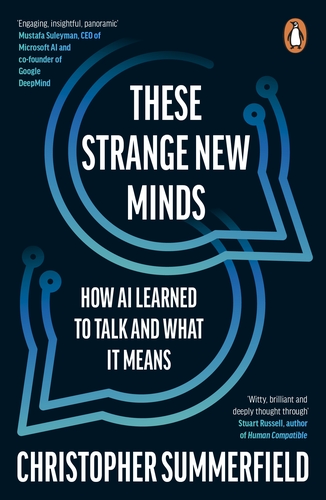 'Engaging, insightful, panoramic'
Mustafa Suleyman, CEO of
Microsoft AI and
co-founder of
Google
DeepMind
THESE
STRANGE NEW
MINDS
HOW AI LEARNED
TO TALK AND WHAT
IT MEANS
'Witty, brilliant and
deeply thought through'
Stuart Russell, author
of Human Compatible
CHRISTOPHER SUMMERFIELD